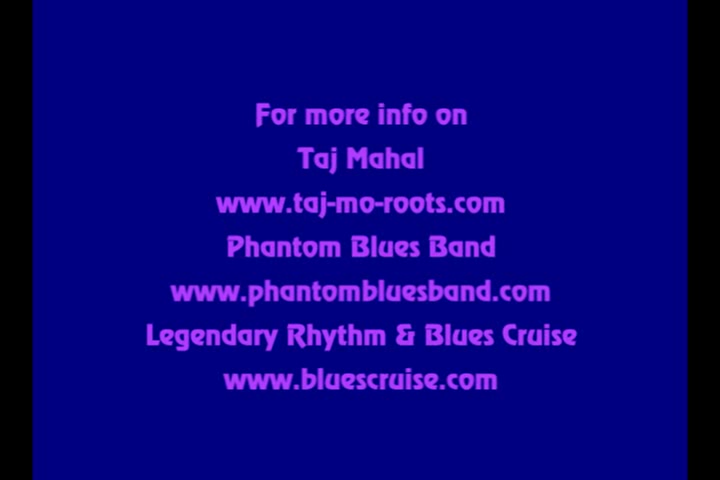 For more info on
Taj Mahal
www.taj-mo-roots.com
Phantom Blues Band
www.phantombluesband.com
Legendary Rhythm & Blues Cruise
www.bluescruise.com